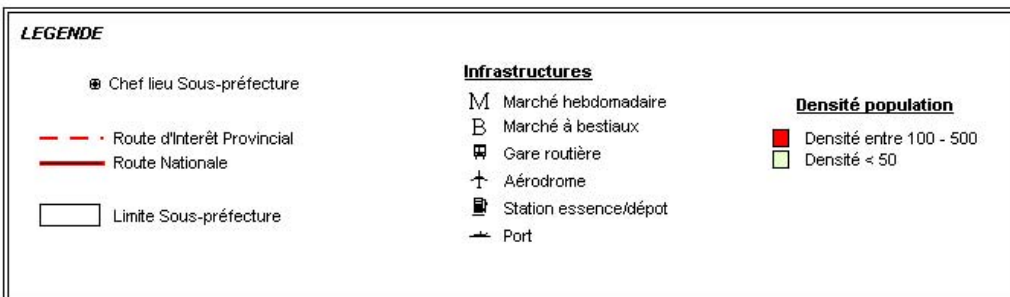 LEGENDE
Chef lieu Sous-préfecture
Route d'Intérêt Provincial
Route Nationale
Limite Sous-préfecture
Infrastructures
M Marché hebdomadaire
B Marché à bestiaux
Gare routière
Aérodrome
Station essence/dépot
Port
Densité population
Densité entre 100 - 500
Densité < 50